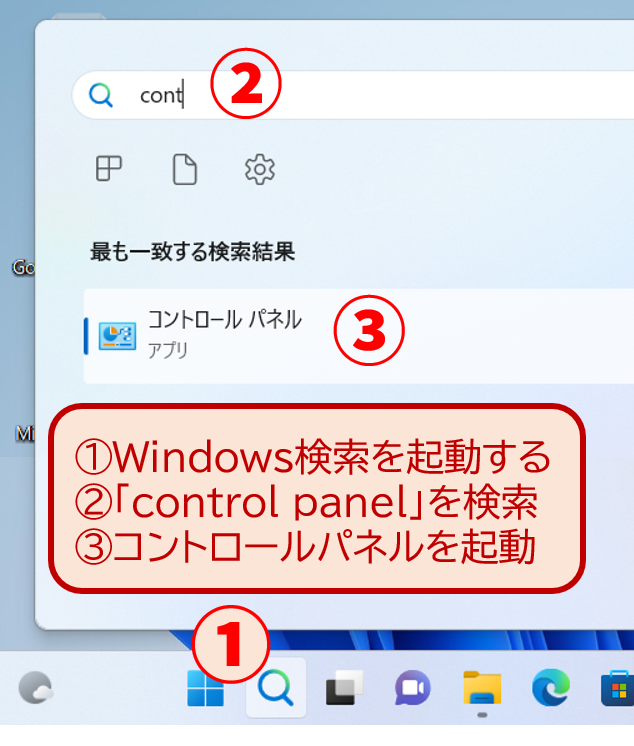 cont
②
最も一致する検索結果
Go
コントロール パネル
アプリ
③
Mi
①Windows検索を起動する
②「control panel」を検索
③コントロールパネルを起動
①